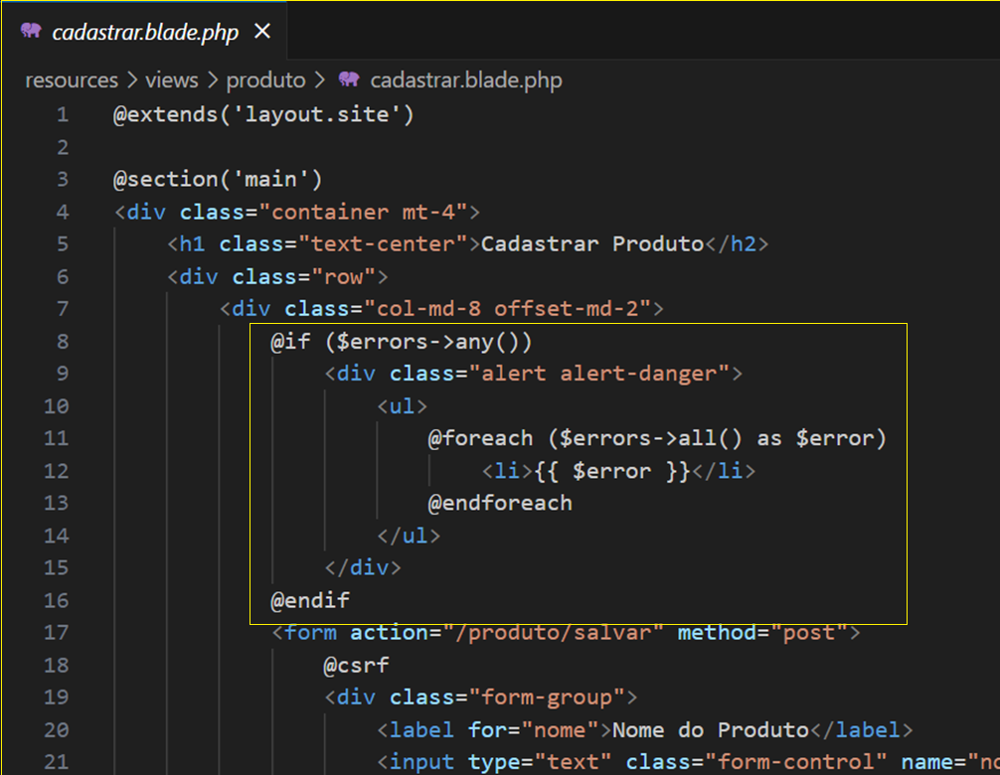 cadastrar.blade.php ×
resources > views > produto > cadastrar.blade.php
1 @extends('layout.site')
2
3 @section('main')
4 <div class="container mt-4">
5 <h1 class="text-center">Cadastrar Produto</h2>
6 <div class="row">
7 <div class="col-md-8 offset-md-2">
8 @if ($errors->any())
9 <div class="alert alert-danger">
10 <ul>
11 @foreach ($errors->all() as $error)
12 <li>{{ $error }}</li>
13 @endforeach
14 </ul>
15 </div>
16 @endif
17 <form action="/produto/salvar" method="post">
18 @csrf
19 <div class="form-group">
20 <label for="nome">Nome do Produto</label>
21 <input type="text" class="form-control" name="no